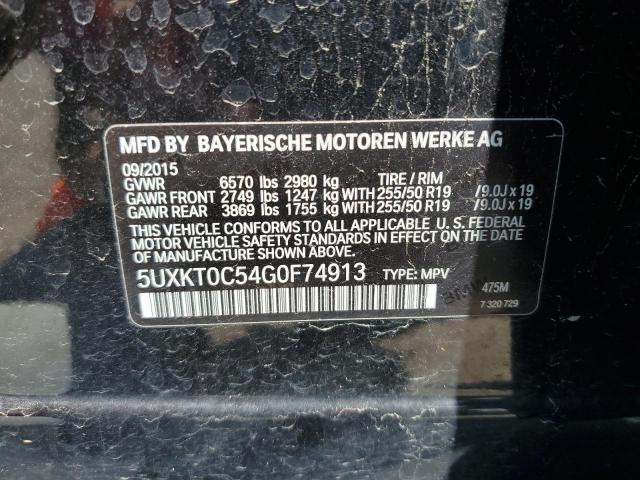 MFD BY BAYERISCHE MOTOREN WERKE AG
09/2015
GVWR 6570 lbs 2980 kg TIRE / RIM
GAWR FRONT 2749 lbs 1247 kg WITH 255/50 R19 /9.0J x 19
GAWR REAR 3869 lbs 1755 kg WITH 255/50 R19 /9.0J x 19
THIS VEHICLE CONFORMS TO ALL APPLICABLE U. S. FEDERAL
MOTOR VEHICLE SAFETY STANDARDS IN EFFECT ON THE DATE
OF MANUFACTURE SHOWN ABOVE.
5UXKT0C54G0F74913 TYPE: MPV
BMW 475M
7 320 729